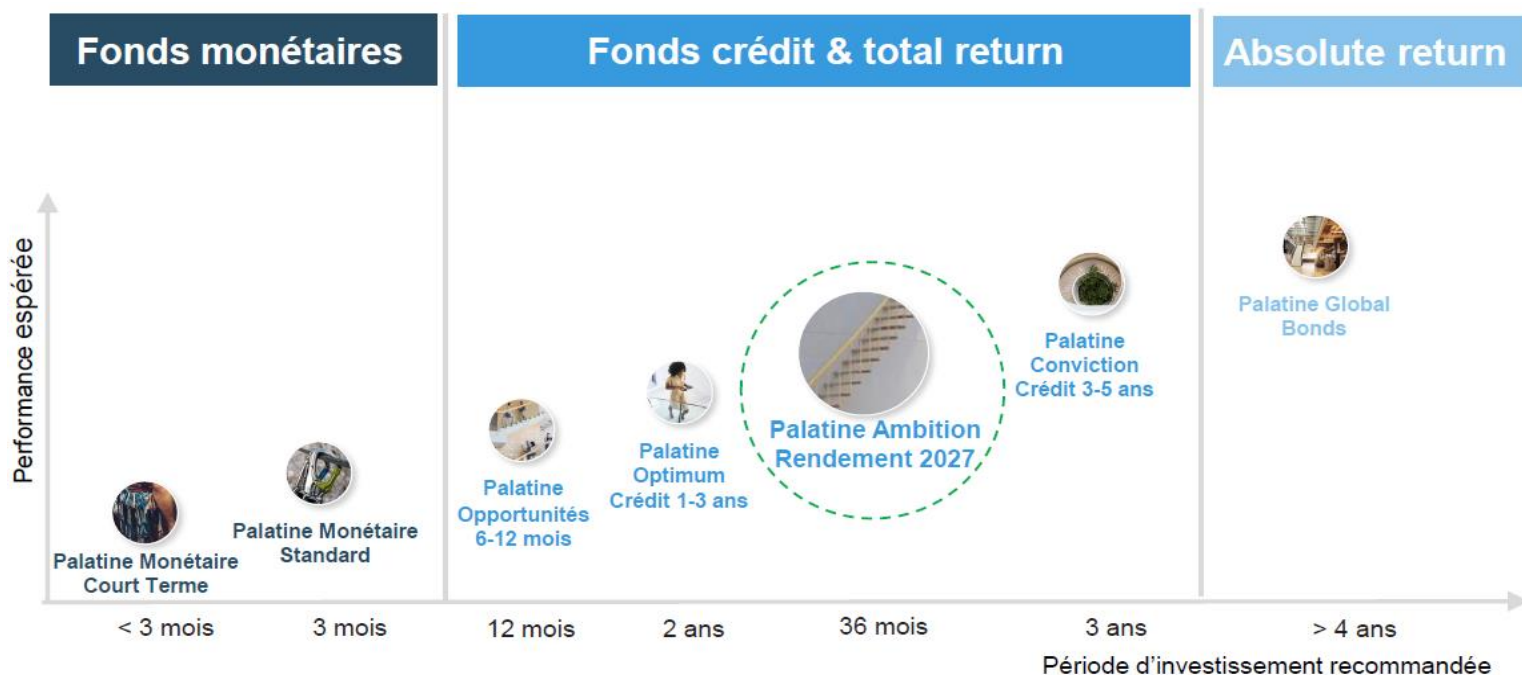 Fonds monétaires
Fonds crédit & total return
Absolute return
Performance espérée
Palatine Monétaire
Court Terme
Palatine Monétaire
Standard
Palatine
Opportunités
6-12 mois
Palatine
Optimum
Crédit 1-3 ans
Palatine Ambition
Rendement 2027
Palatine
Conviction
Crédit 3-5 ans
Palatine Global
Bonds
< 3 mois
3 mois
12 mois
2 ans
36 mois
3 ans
> 4 ans
Période d’investissement recommandée